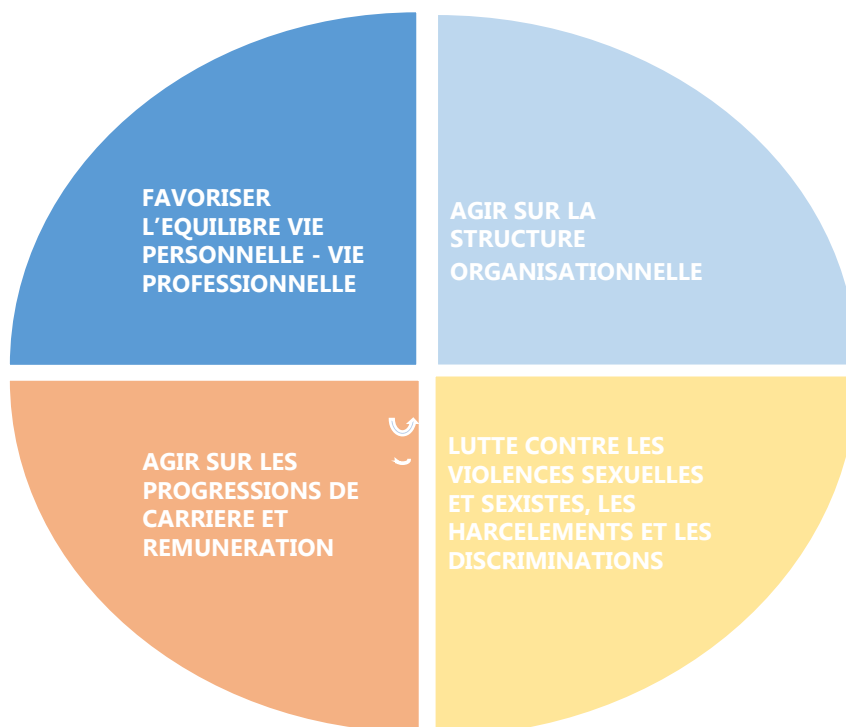 FAVORISER
L’EQUILIBRE VIE
PERSONNELLE - VIE
PROFESSIONNELLE
AGIR SUR LA
STRUCTURE
ORGANISATIONNELLE
AGIR SUR LES
PROGRESSIONS DE
CARRIERE ET
REMUNERATION
LUTTE CONTRE LES
VIOLENCES SEXUELLES
ET SEXISTES, LES
HARCELEMENTS ET LES
DISCRIMINATIONS